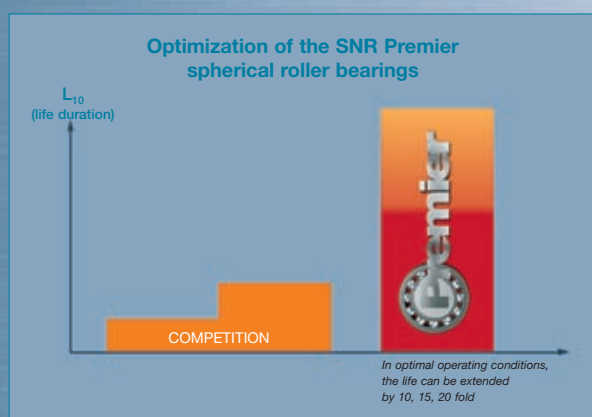 Optimization of the SNR Premier
spherical roller bearings
L₁₀
(life duration)
Premier
COMPETITION
In optimal operating conditions,
the life can be extended
by 10, 15, 20 fold